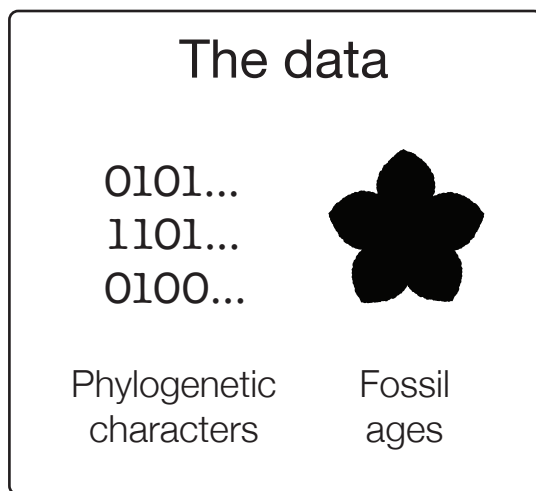 The data
0101...
1101...
0100...
Phylogenetic
characters
Fossil
ages